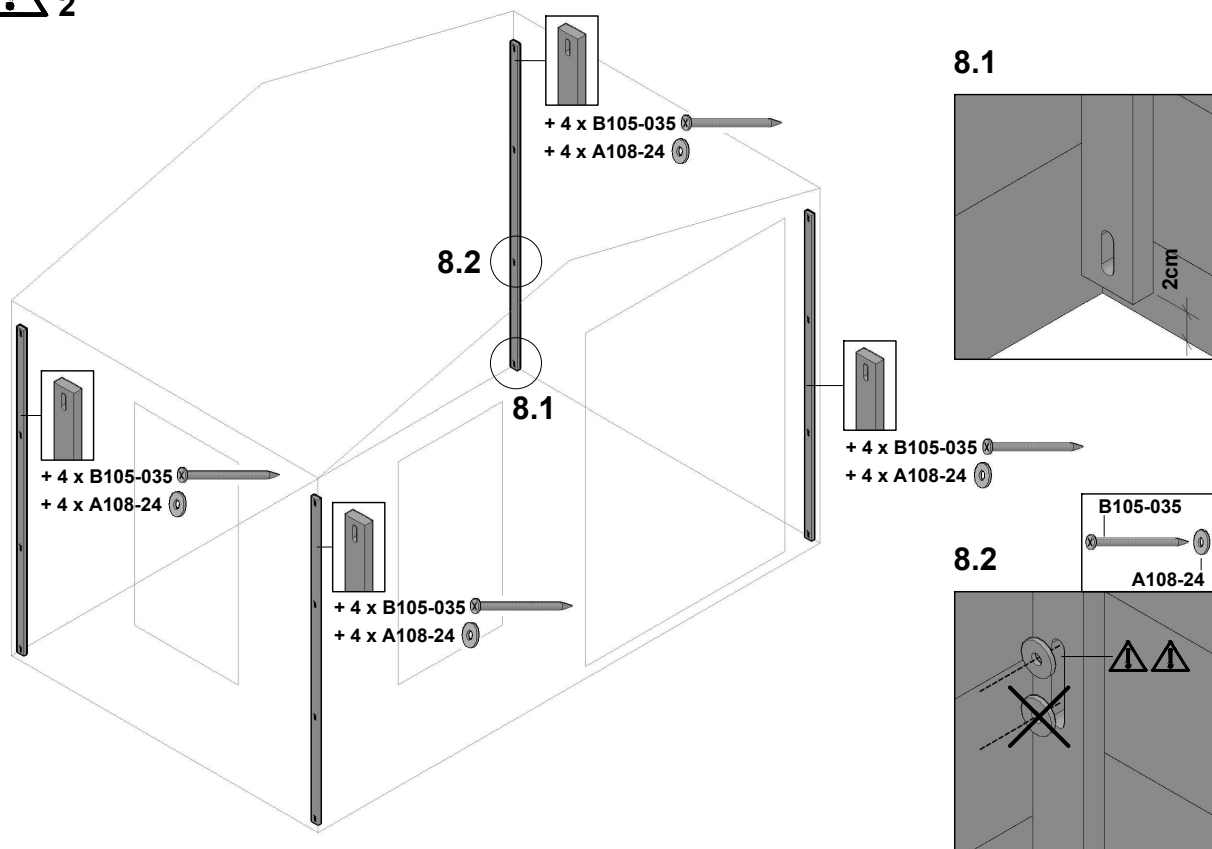 2
+ 4 x B105-035
+ 4 x A108-24
8.2
8.1
+ 4 x B105-035
+ 4 x A108-24
+ 4 x B105-035
+ 4 x A108-24
+ 4 x B105-035
+ 4 x A108-24
8.1
2cm
8.2
B105-035
A108-24